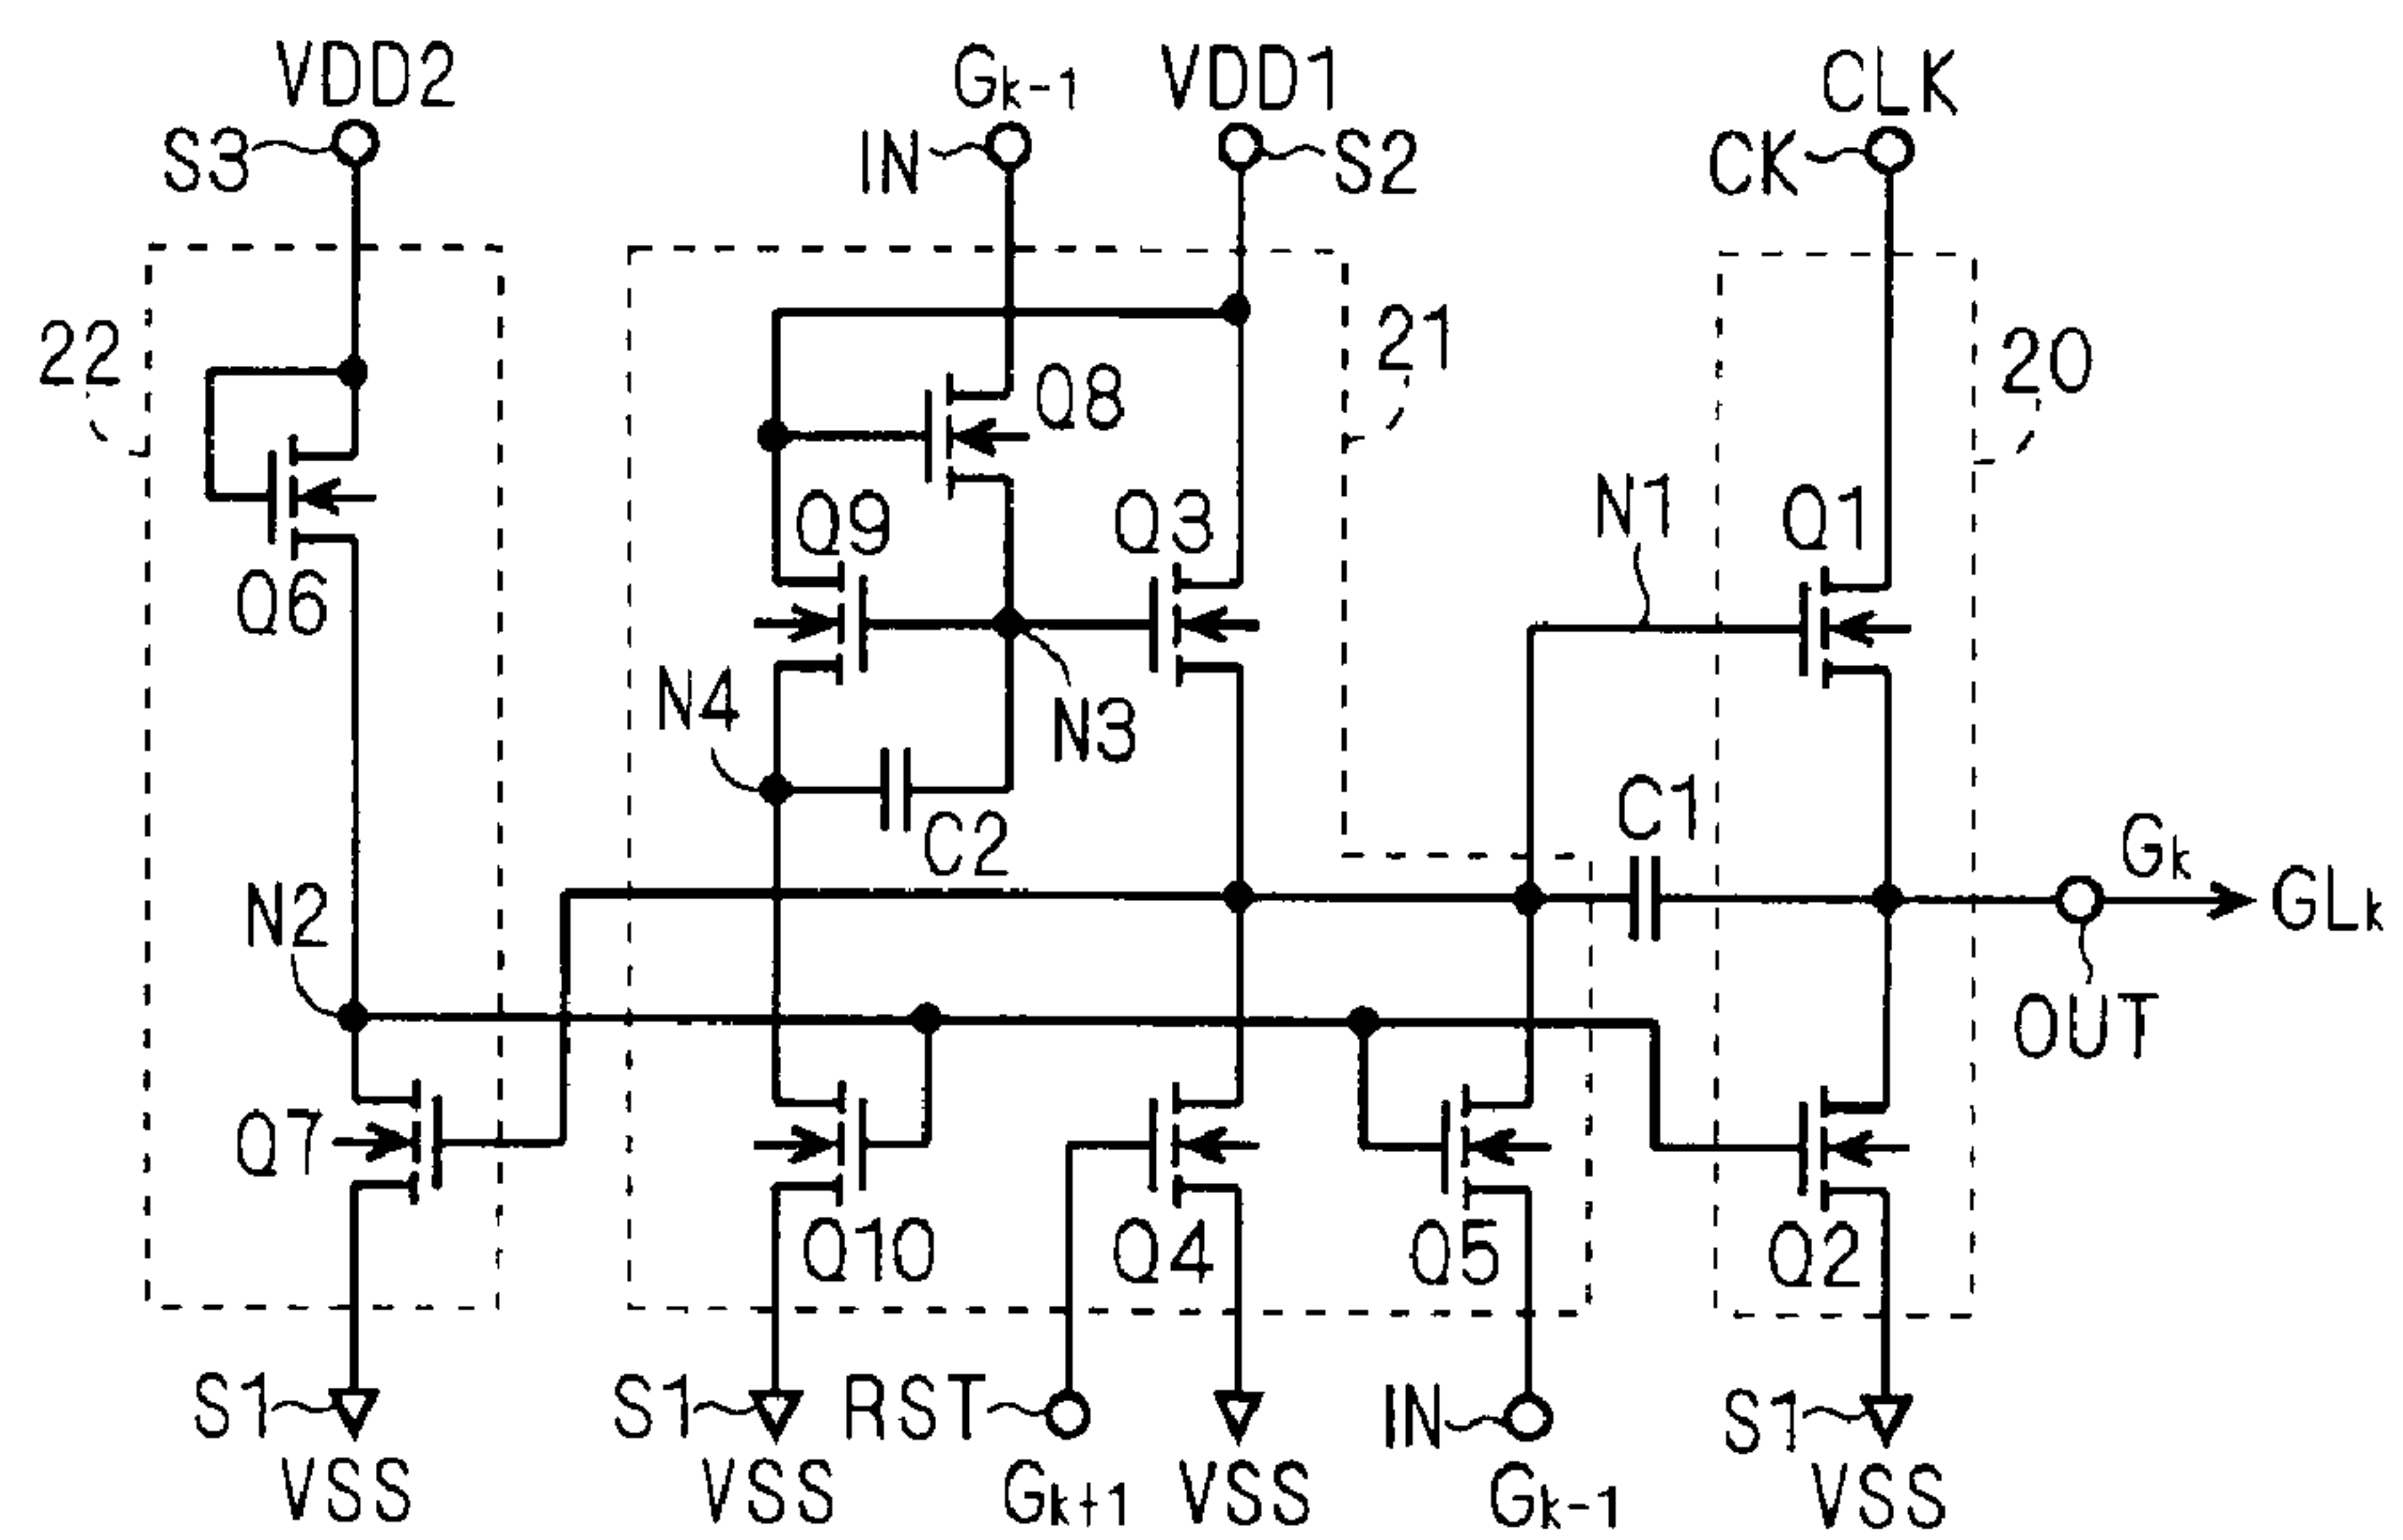 VDD2
Gk-1
VDD1
CLK
S3
IN
S2
CK
22
21
20
Q8
Q9
Q3
N1
Q1
Q6
N4
N3
C2
C1
Gk
GLk
N2
OUT
Q7
Q10
Q4
Q5
Q2
S1
S1
RST
IN
S1
VSS
VSS
Gk+1
VSS
Gk-1
VSS